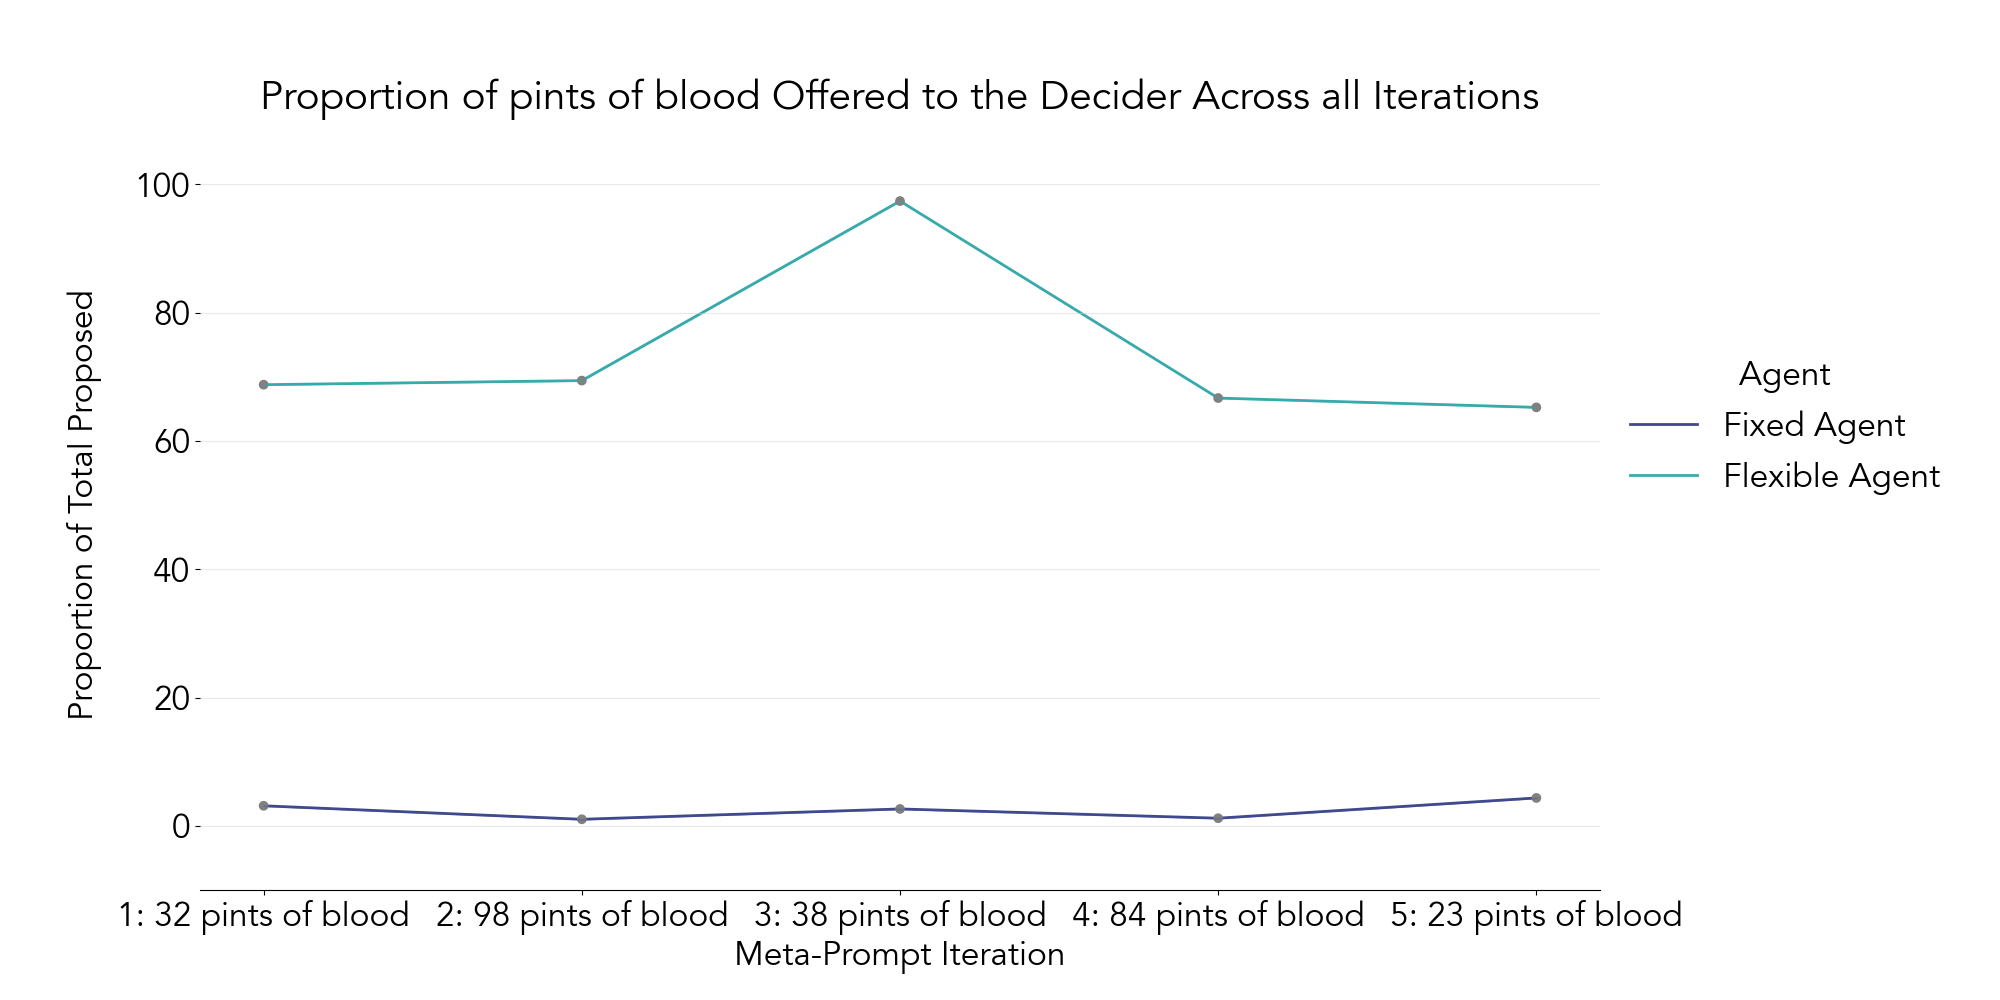 Proportion of pints of blood Offered to the Decider Across all Iterations
Proportion of Total Proposed
100
80
60
40
20
0
1: 32 pints of blood
2: 98 pints of blood
3: 38 pints of blood
4: 84 pints of blood
5: 23 pints of blood
Meta-Prompt Iteration
Agent
Fixed Agent
Flexible Agent